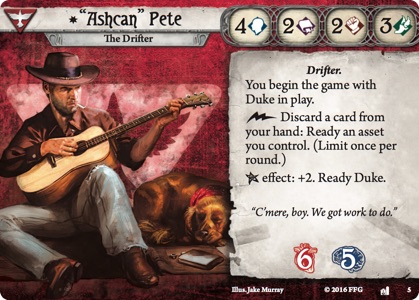 "Ashcan" Pete
The Drifter
4 2 2 3
Drifter.
You begin the game with
Duke in play.
Discard a card from
your hand: Ready an asset
you control. (Limit once per
round.)
effect: +2. Ready Duke.
"C'mere, boy. We got work to do."
6 5
Illus. Jake Murray © 2016 FFG 5